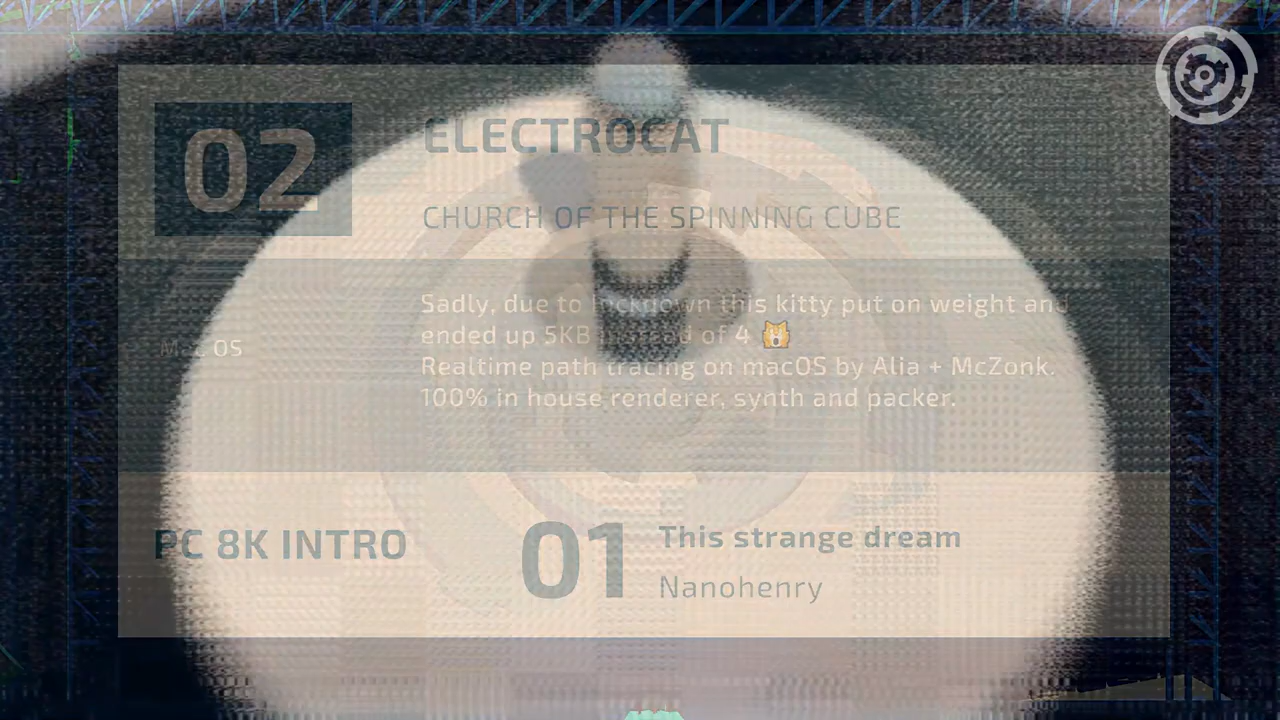 02
ELECTROCAT
CHURCH OF THE SPINNING CUBE
Mac OS
Sadly, due to lockdown this kitty put on weight and
ended up 5KB instead of 4 🙀
Realtime path tracing on macOS by Alia + McZonk.
100% in house renderer, synth and packer.
PC 8K INTRO
01
This strange dream
Nanohenry